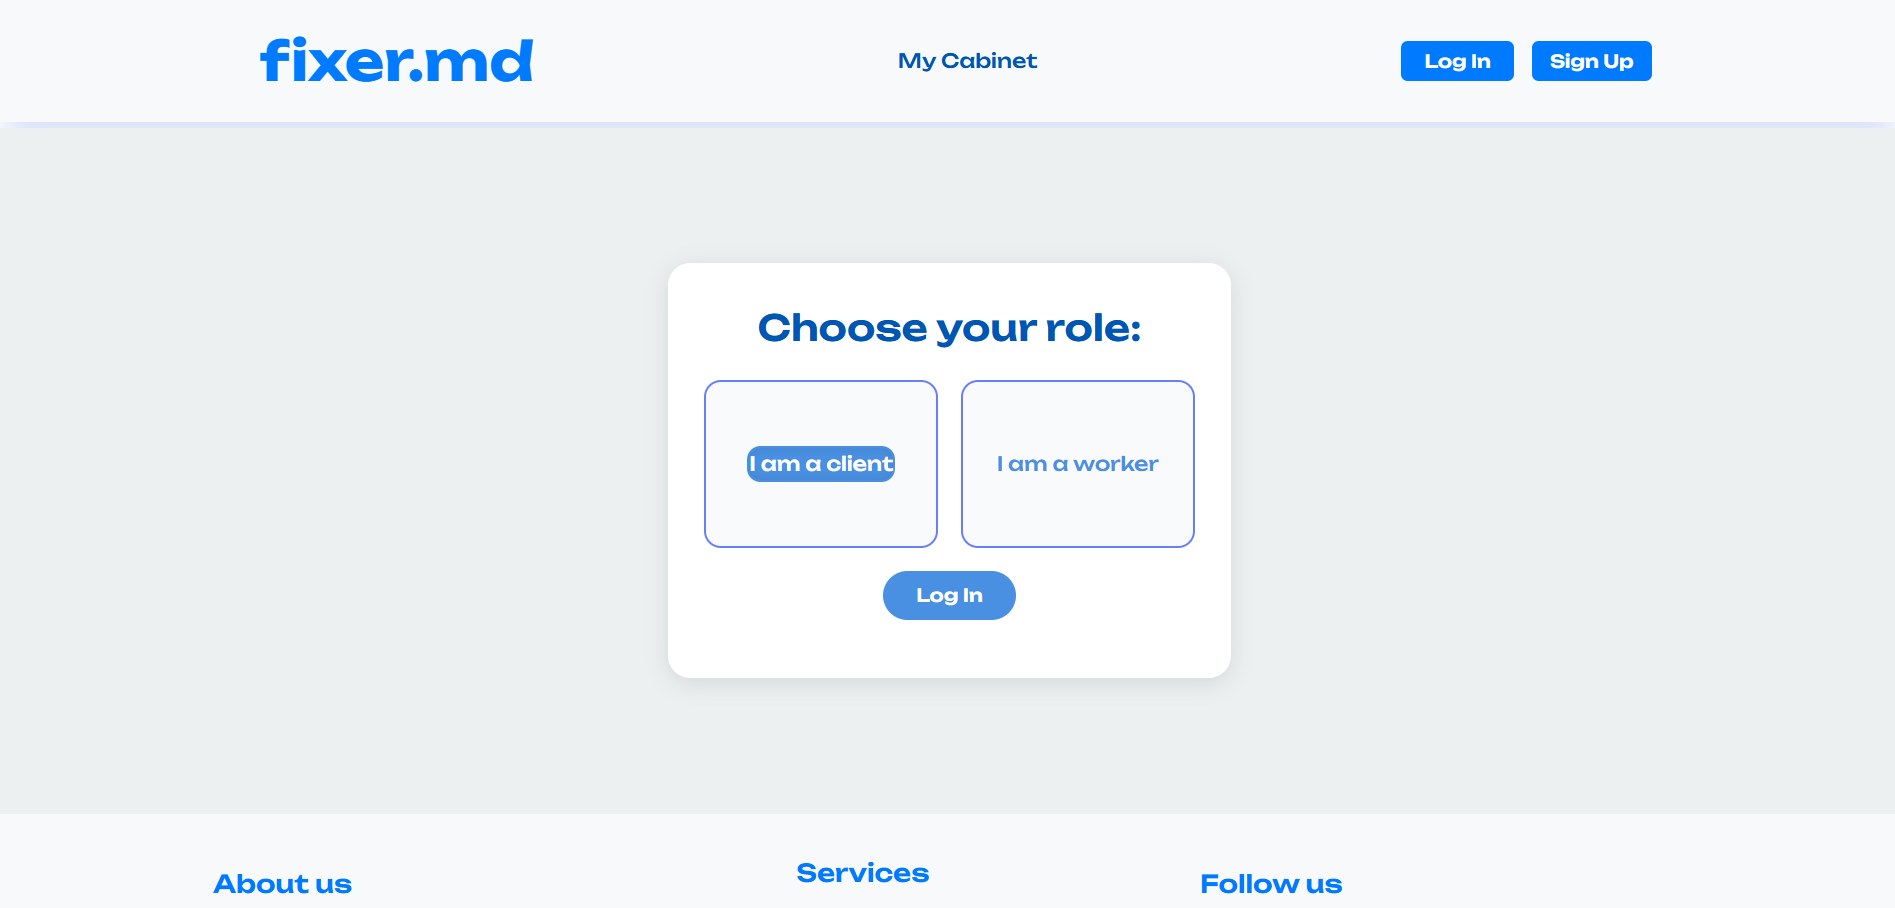 fixer.md
My Cabinet
Log In
Sign Up
Choose your role:
I am a client
I am a worker
Log In
About us
Services
Follow us